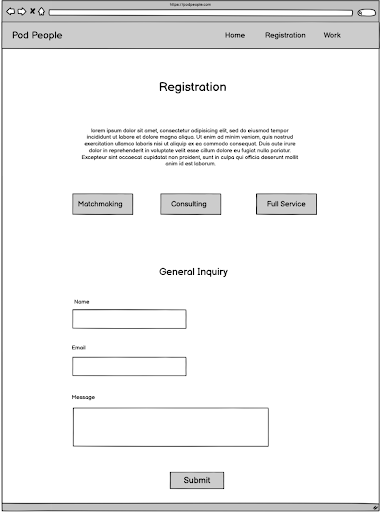 https://podpeople.com
Pod People
Home Registration Work
Registration
lorem ipsum dolor sit amet, consectetur adipisicing elit, sed do eiusmod tempor
incididunt ut labore et dolore magna aliqua. Ut enim ad minim veniam, quis nostrud
exercitation ullamco laboris nisi ut aliquip ex ea commodo consequat. Duis aute irure
dolor in reprehenderit in voluptate velit esse cillum dolore eu fugiat nulla pariatur.
Excepteur sint occaecat cupidatat non proident, sunt in culpa qui officia deserunt mollit
anim id est laborum.
Matchmaking Consulting Full Service
General Inquiry
Name
Email
Message
Submit